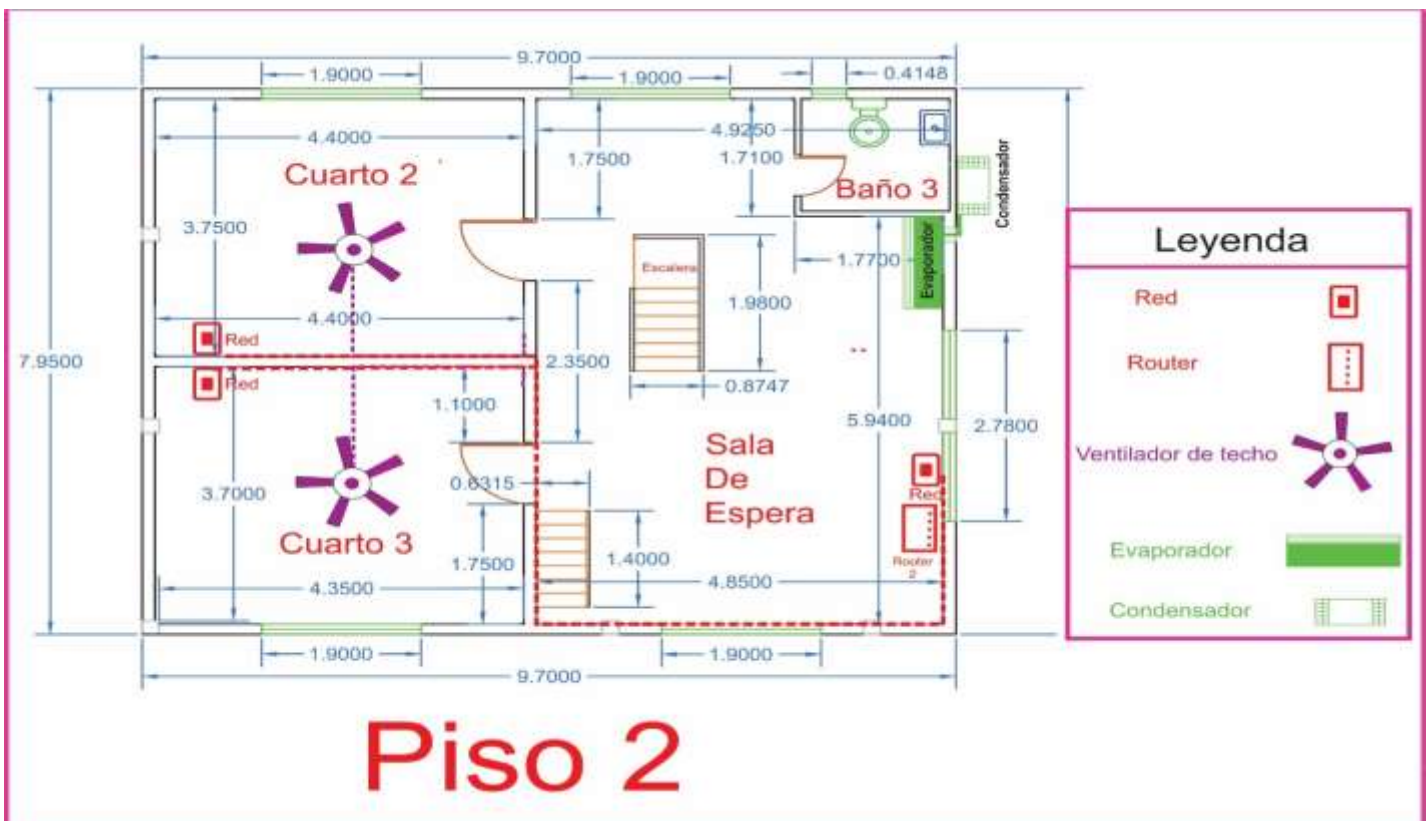 9.7000
1.9000
1.9000
0.4148
4.4000
4.9250
1.7500
1.7100
Cuarto 2
Baño 3
Condensador
3.7500
Escalera
1.7700
Evaporador
1.9800
4.4000
Red
7.9500
2.3500
Red
0.8747
1.1000
5.9400
2.7800
Sala
De
Espera
0.6315
3.7000
Red
Cuarto 3
1.7500
1.4000
Router
2
4.3500
4.8500
1.9000
1.9000
9.7000
Piso 2
Leyenda
Red
Router
Ventilador de techo
Evaporador
Condensador